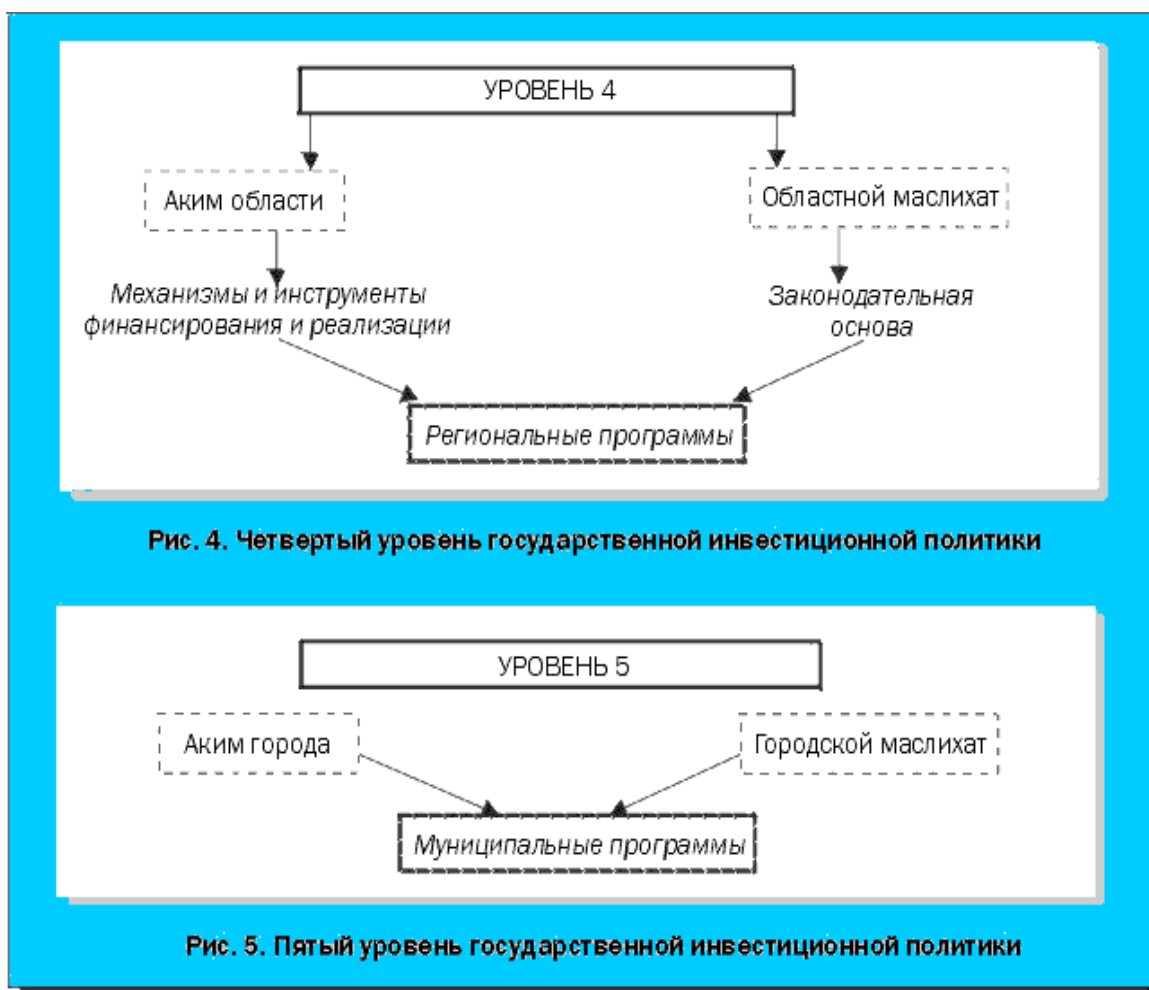 УРОВЕНЬ 4
Аким области
Областной маслихат
Механизмы и инструменты
финансирования и реализации
Законодательная
основа
Региональные программы
Рис. 4. Четвертый уровень государственной инвестиционной политики
УРОВЕНЬ 5
Аким города
Городской маслихат
Муниципальные программы
Рис. 5. Пятый уровень государственной инвестиционной политики